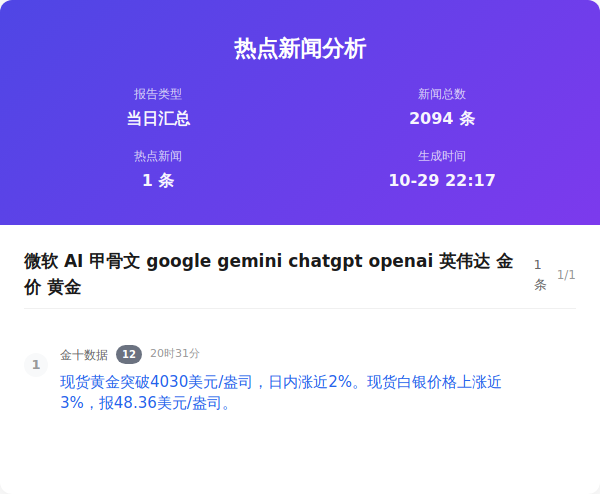 热点新闻分析
报告类型
当日汇总
新闻总数
2094 条
热点新闻
1 条
生成时间
10-29 22:17
微软 AI 甲骨文 google gemini chatgpt openai 英伟达 金
价 黄金
1
条
1/1
1
金十数据 12 20时31分
现货黄金突破4030美元/盎司，日内涨近2%。现货白银价格上涨近
3%，报48.36美元/盎司。